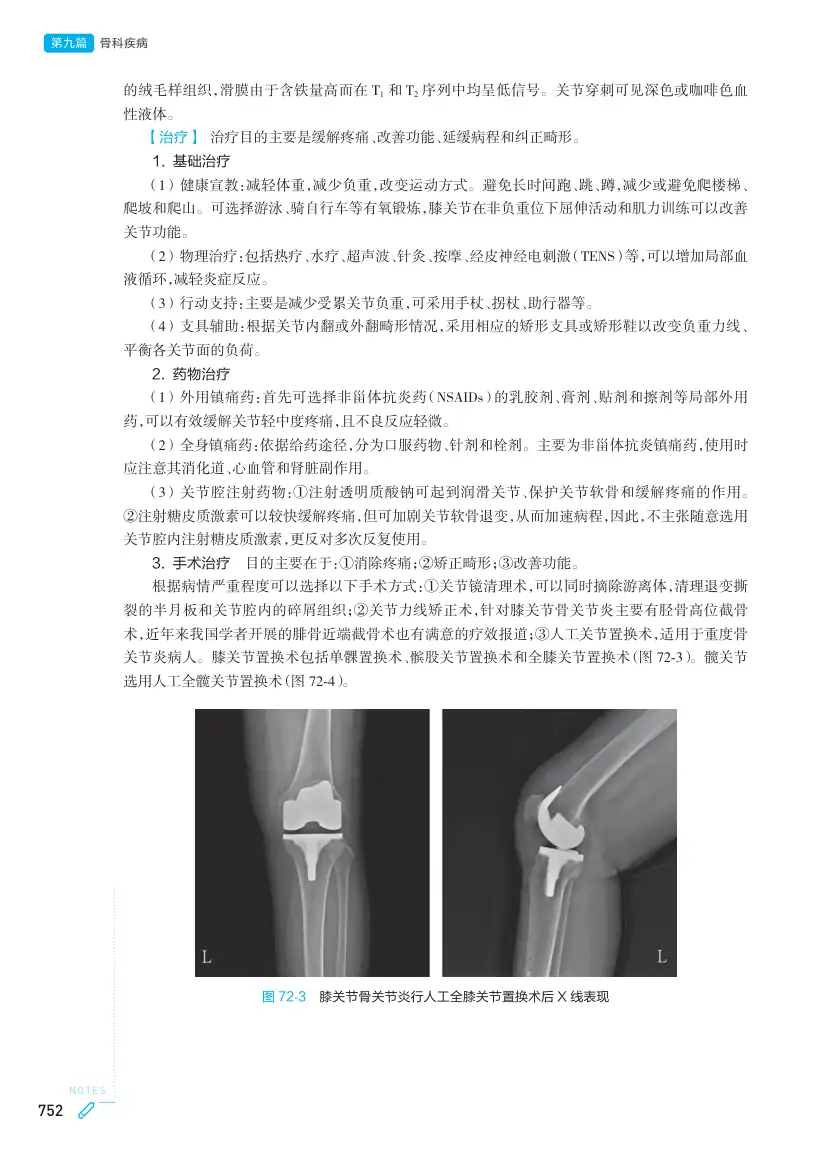 第九篇 骨科疾病
的绒毛样组织,滑膜由于含铁量高而在 T1 和 T2 序列中均呈低信号。关节穿刺可见深色或咖啡色血
性液体。
【治疗】 治疗目的主要是缓解疼痛、改善功能、延缓病程和纠正畸形。
1. 基础治疗
(1)健康宣教:减轻体重,减少负重,改变运动方式。避免长时间跑、跳、蹲,减少或避免爬楼梯、
爬坡和爬山。可选择游泳、骑自行车等有氧锻炼,膝关节在非负重位下屈伸活动和肌力训练可以改善
关节功能。
(2)物理治疗:包括热疗、水疗、超声波、针灸、按摩、经皮神经电刺激(TENS)等,可以增加局部血
液循环,减轻炎症反应。
(3)行动支持:主要是减少受累关节负重,可采用手杖、拐杖、助行器等。
(4)支具辅助:根据关节内翻或外翻畸形情况,采用相应的矫形支具或矫形鞋以改变负重力线、
平衡各关节面的负荷。
2. 药物治疗
(1)外用镇痛药:首先可选择非甾体抗炎药(NSAIDs)的乳胶剂、膏剂、贴剂和擦剂等局部外用
药,可以有效缓解关节轻中度疼痛,且不良反应轻微。
(2)全身镇痛药:依据给药途径,分为口服药物、针剂和栓剂。主要为非甾体抗炎镇痛药,使用时
应注意其消化道、心血管和肾脏副作用。
(3)关节腔注射药物:①注射透明质酸钠可起到润滑关节、保护关节软骨和缓解疼痛的作用。
②注射糖皮质激素可以较快缓解疼痛,但可加剧关节软骨退变,从而加速病程,因此,不主张随意选用
关节腔内注射糖皮质激素,更反对多次反复使用。
3. 手术治疗 目的主要在于:①消除疼痛;②矫正畸形;③改善功能。
根据病情严重程度可以选择以下手术方式:①关节镜清理术,可以同时摘除游离体,清理退变撕
裂的半月板和关节腔内的碎屑组织;②关节力线矫正术,针对膝关节骨关节炎主要有胫骨高位截骨
术,近年来我国学者开展的腓骨近端截骨术也有满意的疗效报道;③人工关节置换术,适用于重度骨
关节炎病人。膝关节置换术包括单髁置换术、髌股关节置换术和全膝关节置换术(图 72-3)。髋关节
选用人工全髋关节置换术(图 72-4)。
L
L
图 72-3 膝关节骨关节炎行人工全膝关节置换术后 X 线表现
NOTES
752